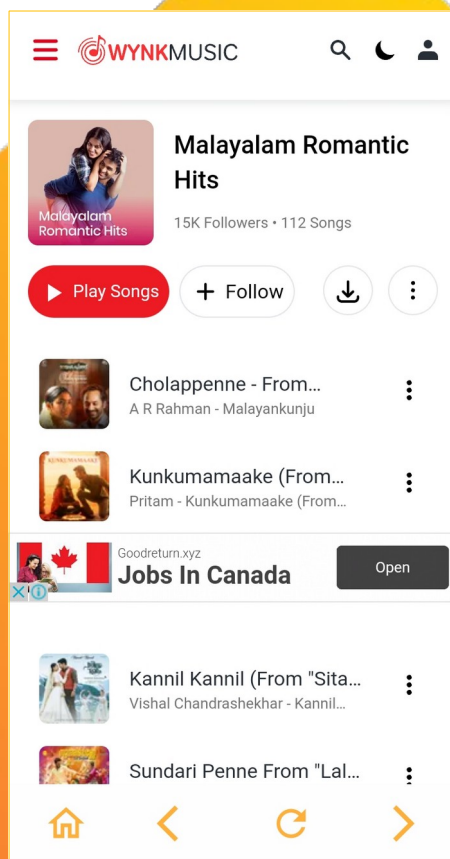 WYNKMUSIC
Malayalam Romantic
Hits
15K Followers • 112 Songs
Malayalam
Romantic Hits
Play Songs
+ Follow
Cholappenne - From...
A R Rahman - Malayankunju
Kunkumamaake (From...
Pritam - Kunkumamaake (From...
KUNKUMAMAAKE
Goodreturn.xyz
Jobs In Canada
Open
Kannil Kannil (From "Sita...
Vishal Chandrashekhar - Kannil...
Sundari Penne From "Lal...